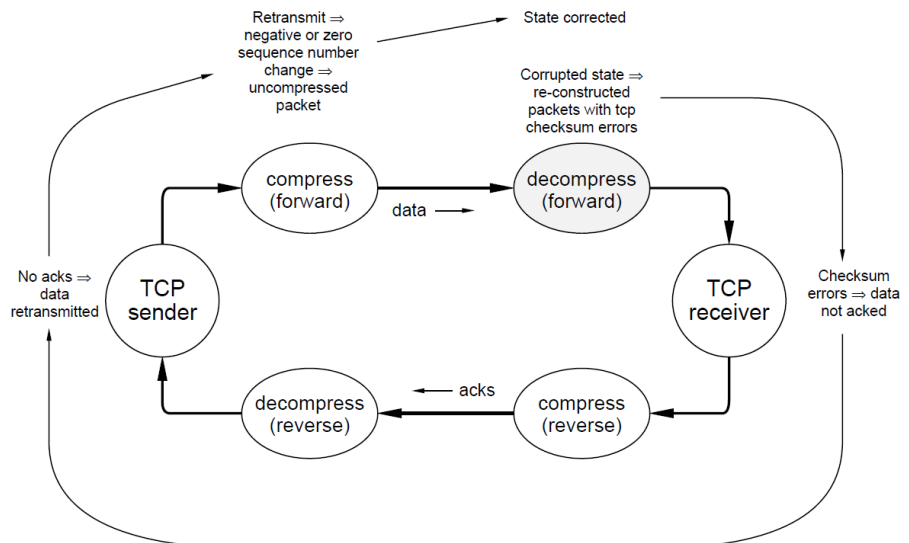 Retransmit ⇒
negative or zero
sequence number
change ⇒
uncompressed
packet
State corrected
Corrupted state ⇒
re-constructed
packets with tcp
checksum errors
compress
(forward)
data
decompress
(forward)
No acks ⇒
data
retransmitted
TCP
sender
TCP
receiver
Checksum
errors ⇒ data
not acked
decompress
(reverse)
acks
compress
(reverse)